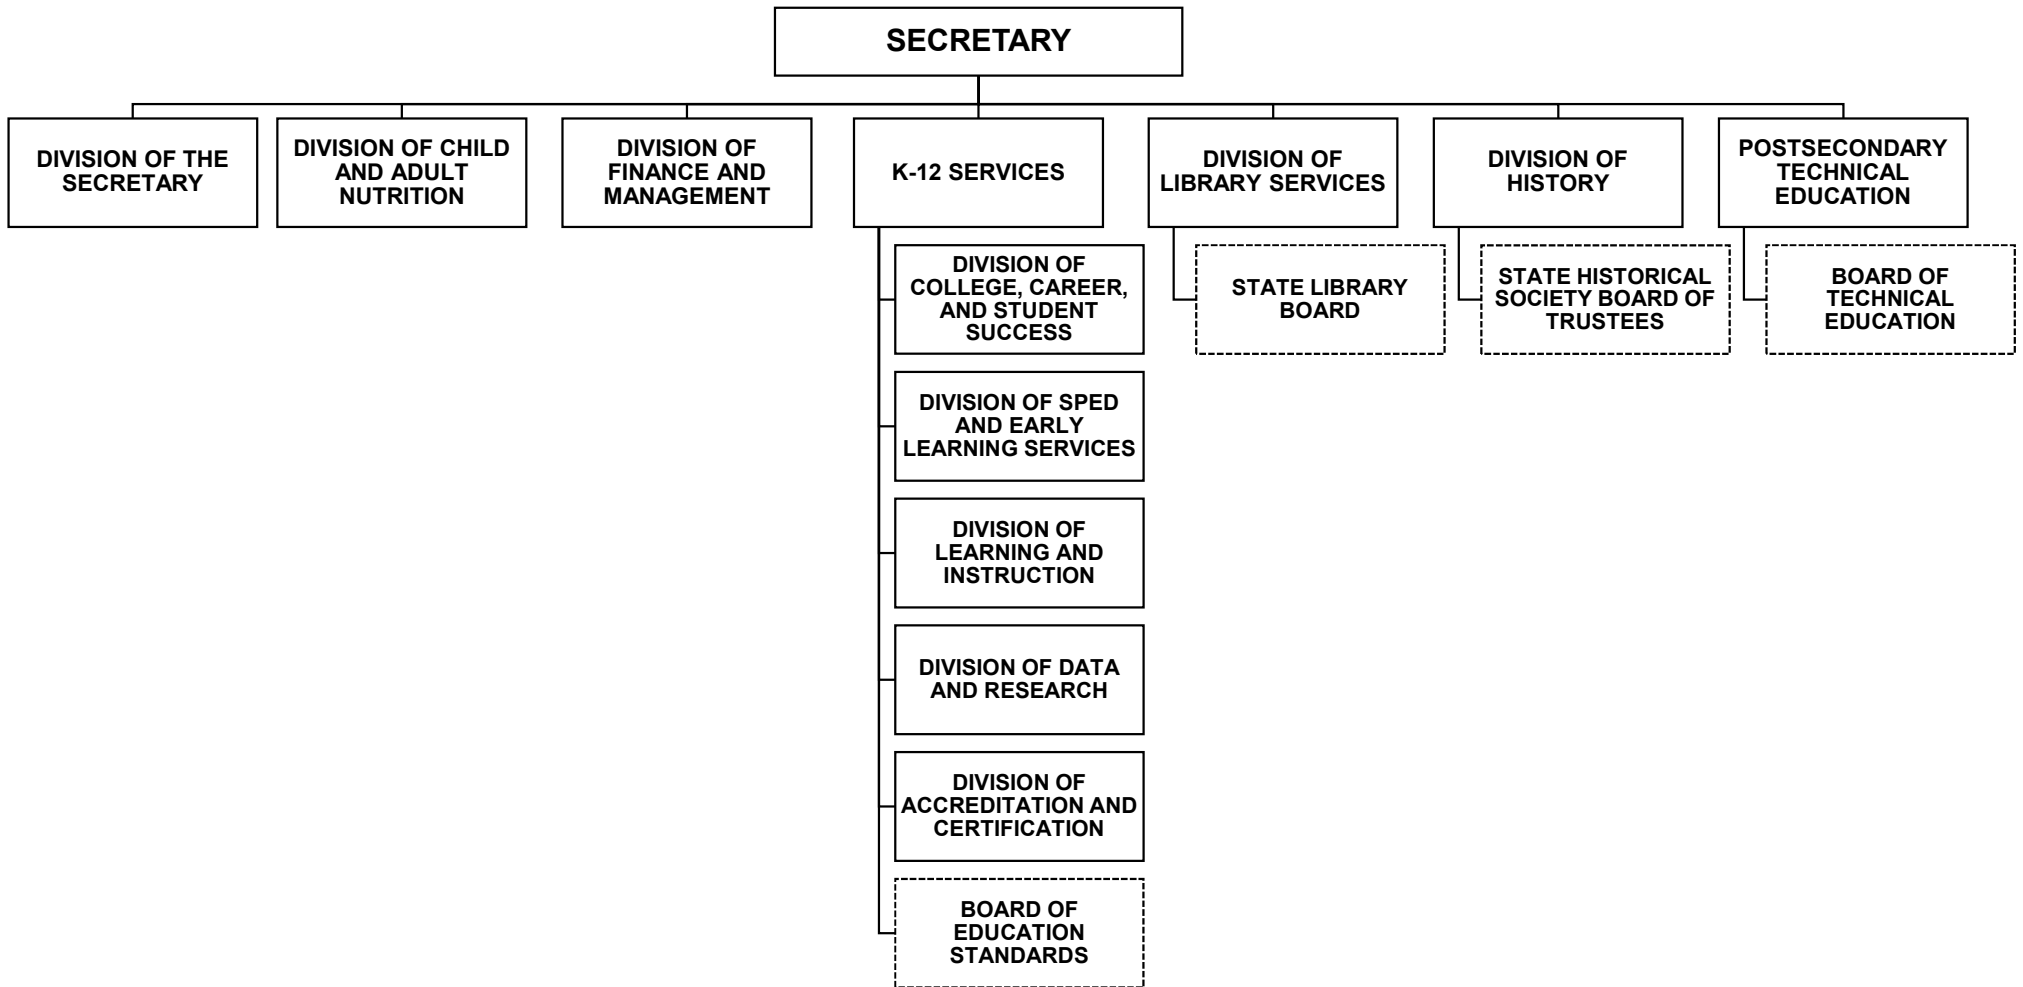 SECRETARY
DIVISION OF THE
SECRETARY
DIVISION OF CHILD
AND ADULT
NUTRITION
DIVISION OF
FINANCE AND
MANAGEMENT
K-12 SERVICES
DIVISION OF
LIBRARY SERVICES
DIVISION OF
HISTORY
POSTSECONDARY
TECHNICAL
EDUCATION
DIVISION OF
COLLEGE, CAREER,
AND STUDENT
SUCCESS
DIVISION OF SPED
AND EARLY
LEARNING SERVICES
DIVISION OF
LEARNING AND
INSTRUCTION
DIVISION OF DATA
AND RESEARCH
DIVISION OF
ACCREDITATION AND
CERTIFICATION
BOARD OF
EDUCATION
STANDARDS
STATE LIBRARY
BOARD
STATE HISTORICAL
SOCIETY BOARD OF
TRUSTEES
BOARD OF
TECHNICAL
EDUCATION